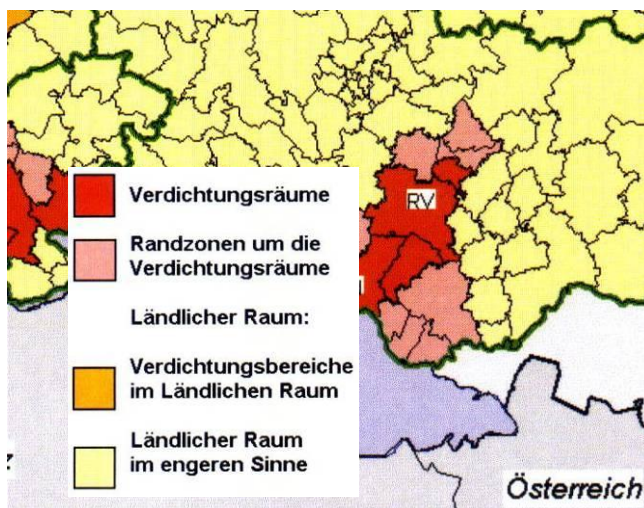 RV
Verdichtungsräume
Randzonen um die
Verdichtungsräume
Ländlicher Raum:
Verdichtungsbereiche
im Ländlichen Raum
Ländlicher Raum
im engeren Sinne
Österreich